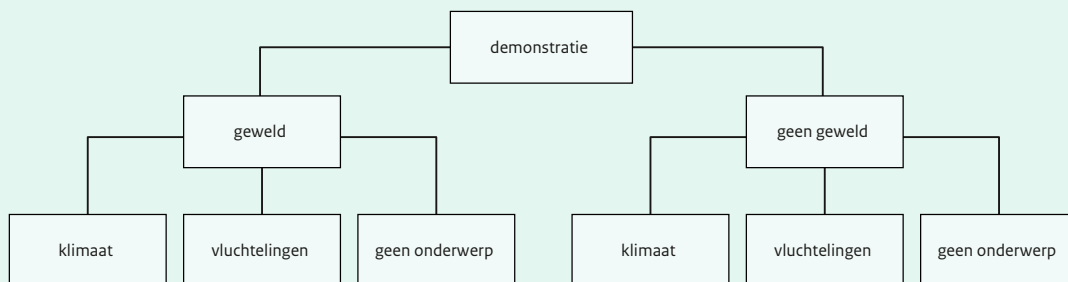 demonstratie
geweld
geen geweld
klimaat
vluchtelingen
geen onderwerp
klimaat
vluchtelingen
geen onderwerp